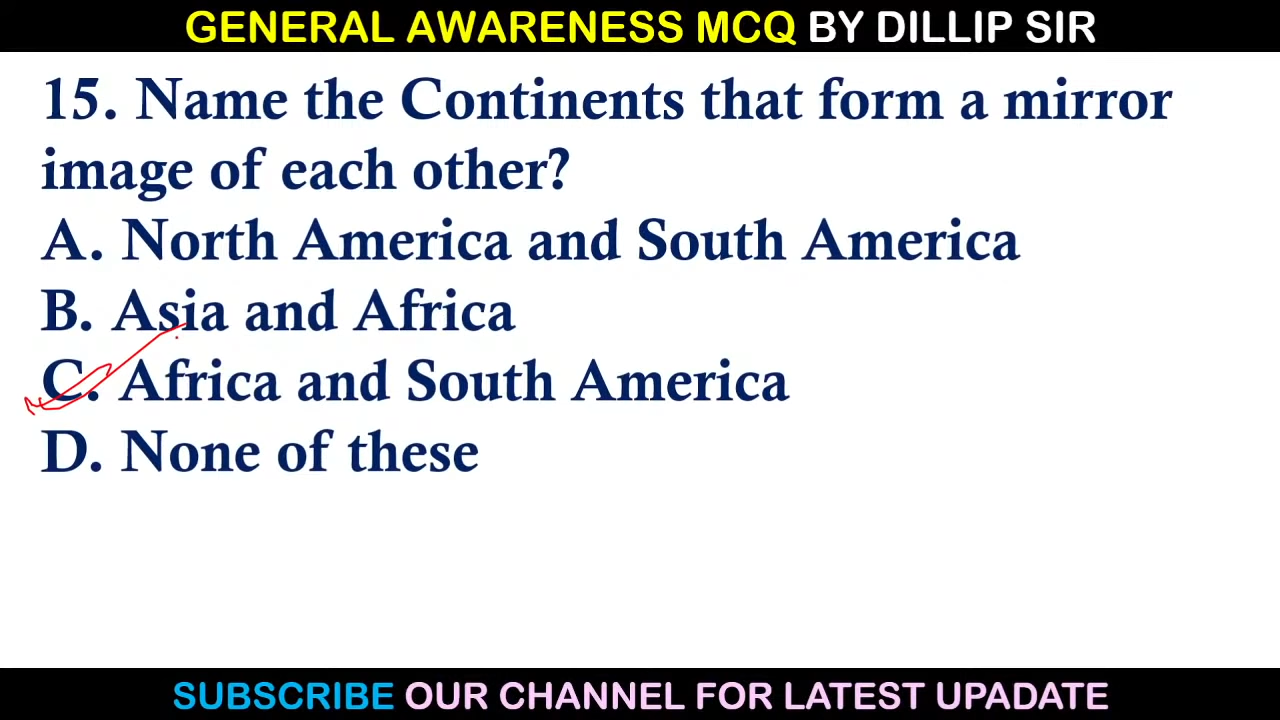 GENERAL AWARENESS MCQ BY DILLIP SIR
15. Name the Continents that form a mirror
image of each other?
A. North America and South America
B. Asia and Africa
C. Africa and South America
D. None of these
SUBSCRIBE OUR CHANNEL FOR LATEST UPADATE